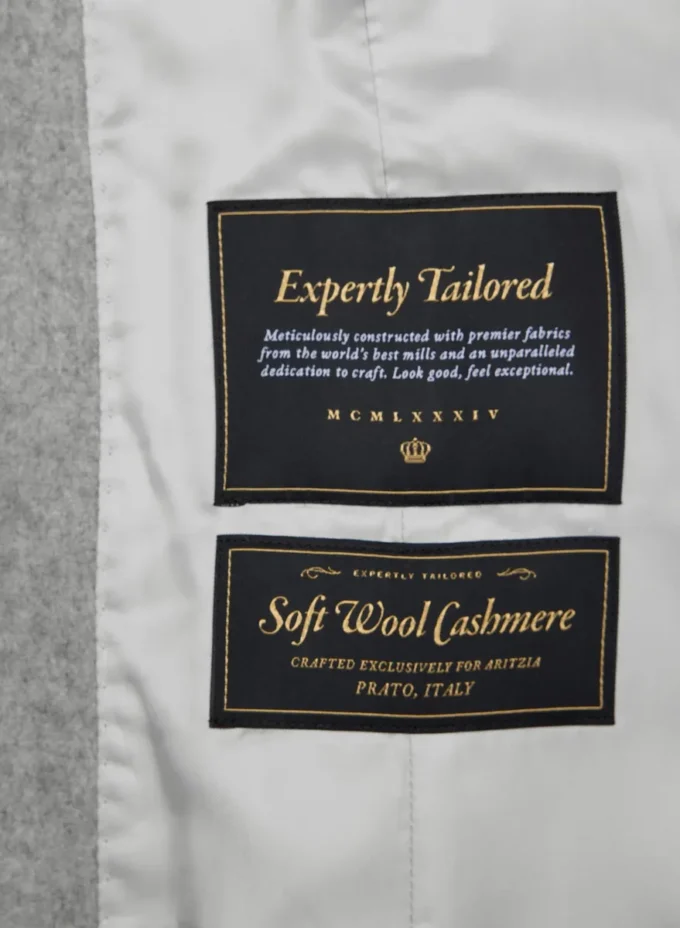 Expertly Tailored
Meticulously constructed with premier fabrics
from the world's best mills and an unparalleled
dedication to craft. Look good, feel exceptional.
MCMLXXXIV
EXPERTLY TAILORED
Soft Wool Cashmere
CRAFTED EXCLUSIVELY FOR ARITZIA
PRATO, ITALY